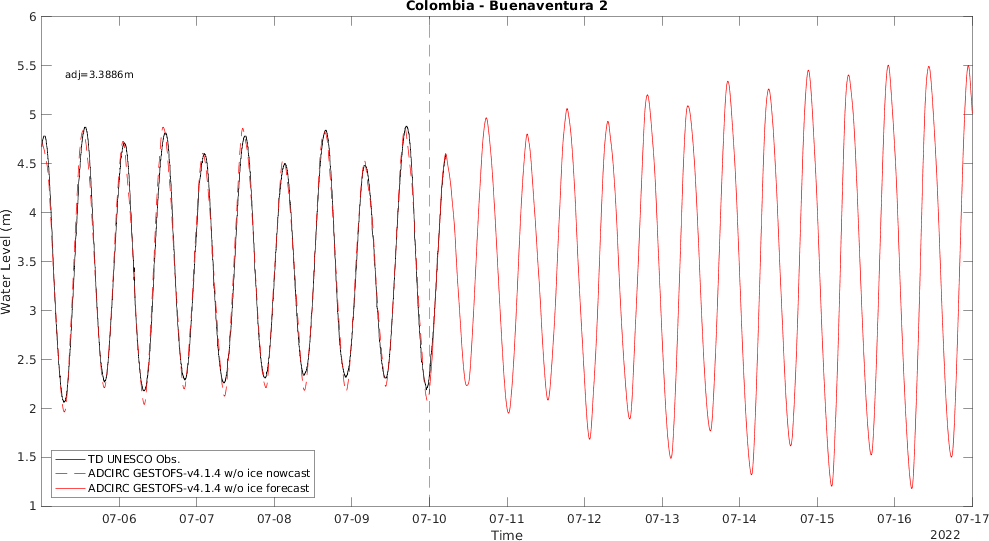 Colombia - Buenaventura 2
6
5.5
5
4.5
4
3.5
3
2.5
2
1.5
1
Water Level (m)
adj=3.3886m
TD UNESCO Obs.
ADCIRC GESTOFS-v4.1.4 w/o ice nowcast
ADCIRC GESTOFS-v4.1.4 w/o ice forecast
07-06 07-07 07-08 07-09 07-10 07-11 07-12 07-13 07-14 07-15 07-16 07-17
Time
2022